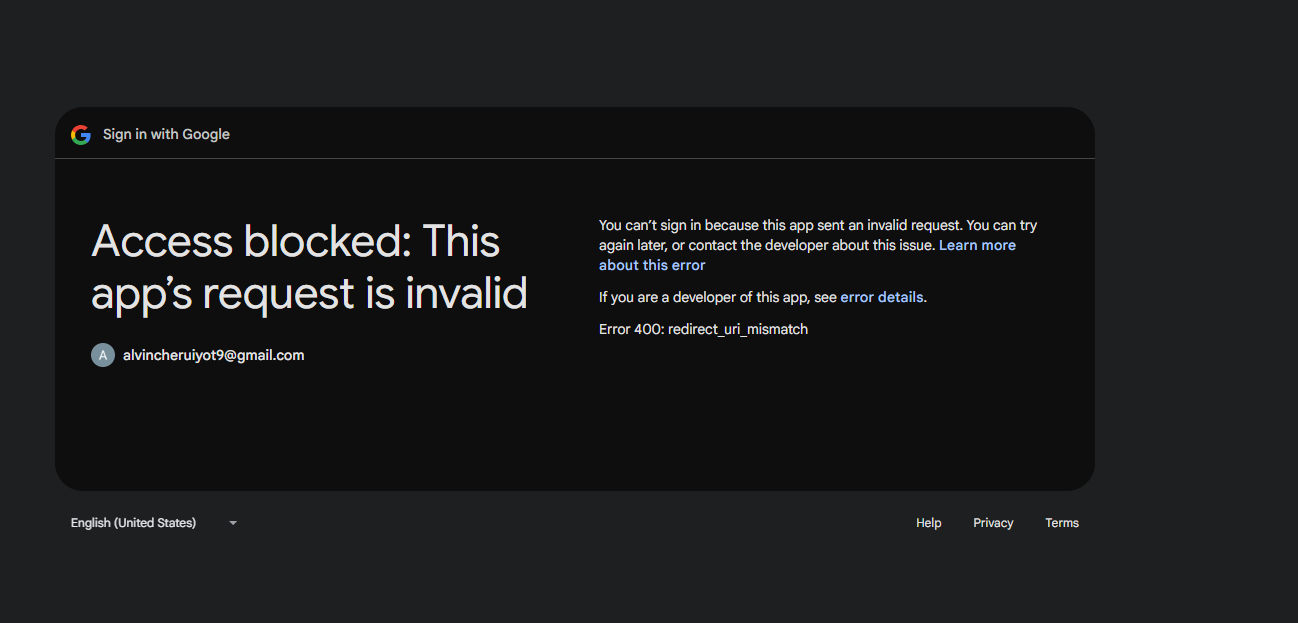 Sign in with Google
Access blocked: This
app’s request is invalid
A alvincheruiyot9@gmail.com
You can’t sign in because this app sent an invalid request. You can try
again later, or contact the developer about this issue. Learn more
about this error
If you are a developer of this app, see error details.
Error 400: redirect_uri_mismatch
English (United States)
Help Privacy Terms